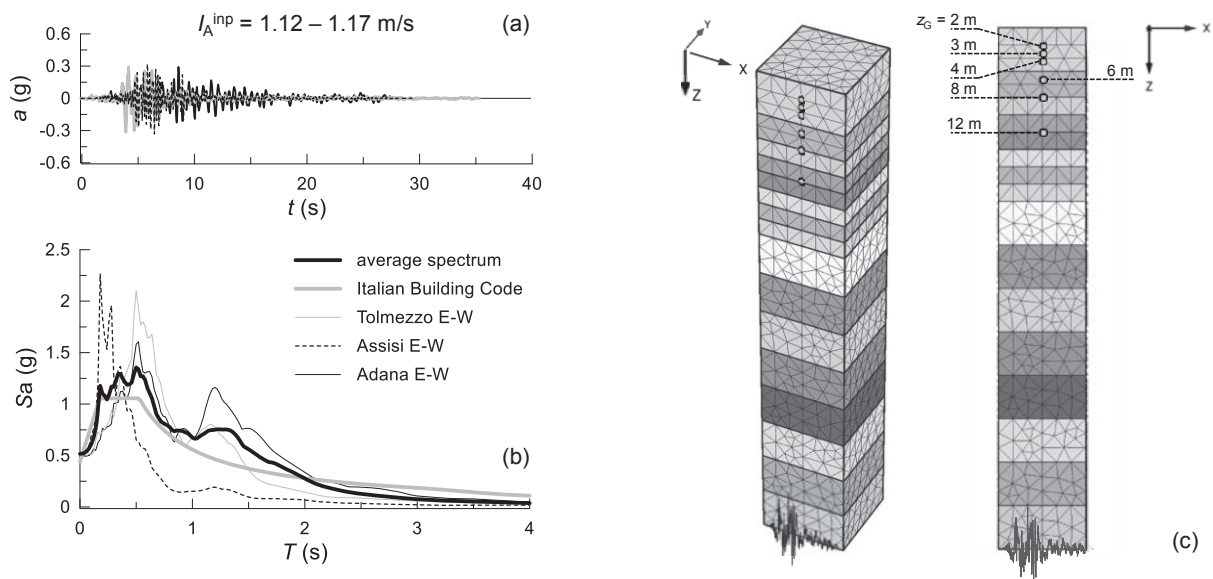 I_A^inp = 1.12 – 1.17 m/s
(a)
0.6
0.3
0
-0.3
-0.6
a (g)
0 10 20 30 40
t (s)
2.5
2
1.5
1
0.5
0
Sa (g)
average spectrum
Italian Building Code
Tolmezzo E-W
Assisi E-W
Adana E-W
(b)
0 1 2 3 4
T (s)
Y
X
Z
z_G = 2 m
3 m
4 m
6 m
8 m
12 m
X
Z
(c)